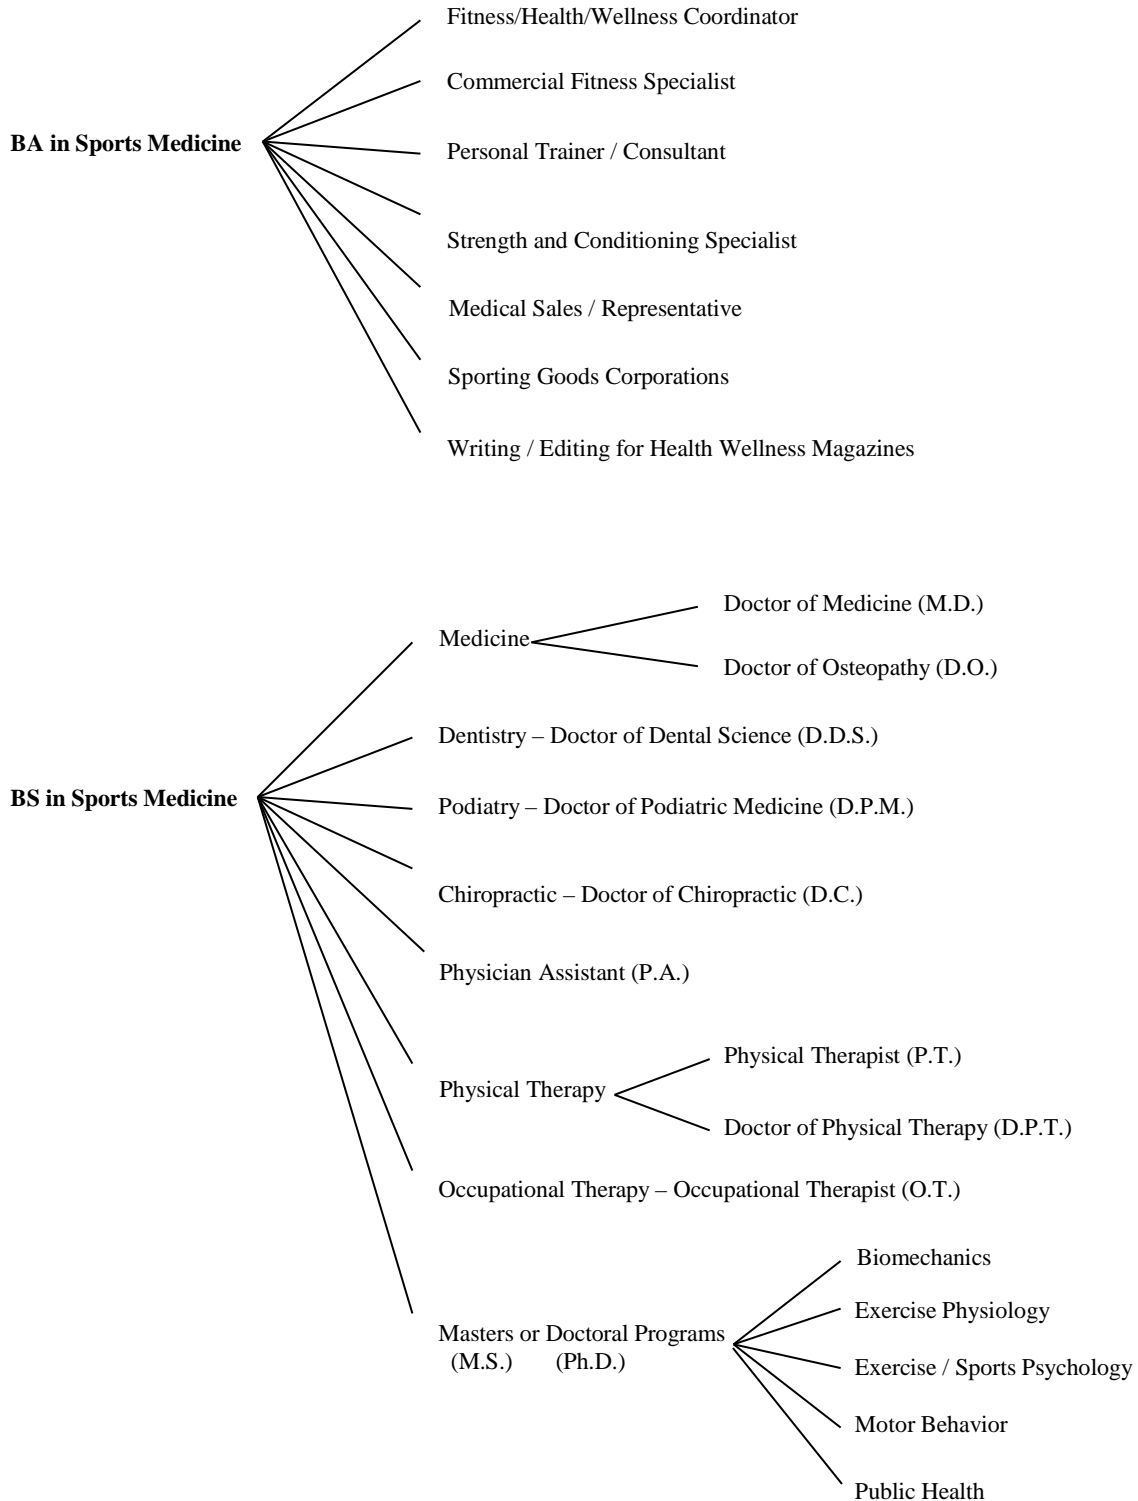 Fitness/Health/Wellness Coordinator
Commercial Fitness Specialist
BA in Sports Medicine
Personal Trainer / Consultant
Strength and Conditioning Specialist
Medical Sales / Representative
Sporting Goods Corporations
Writing / Editing for Health Wellness Magazines
Doctor of Medicine (M.D.)
Medicine
Doctor of Osteopathy (D.O.)
Dentistry – Doctor of Dental Science (D.D.S.)
BS in Sports Medicine
Podiatry – Doctor of Podiatric Medicine (D.P.M.)
Chiropractic – Doctor of Chiropractic (D.C.)
Physician Assistant (P.A.)
Physical Therapist (P.T.)
Physical Therapy
Doctor of Physical Therapy (D.P.T.)
Occupational Therapy – Occupational Therapist (O.T.)
Biomechanics
Exercise Physiology
Masters or Doctoral Programs
(M.S.) (Ph.D.)
Exercise / Sports Psychology
Motor Behavior
Public Health